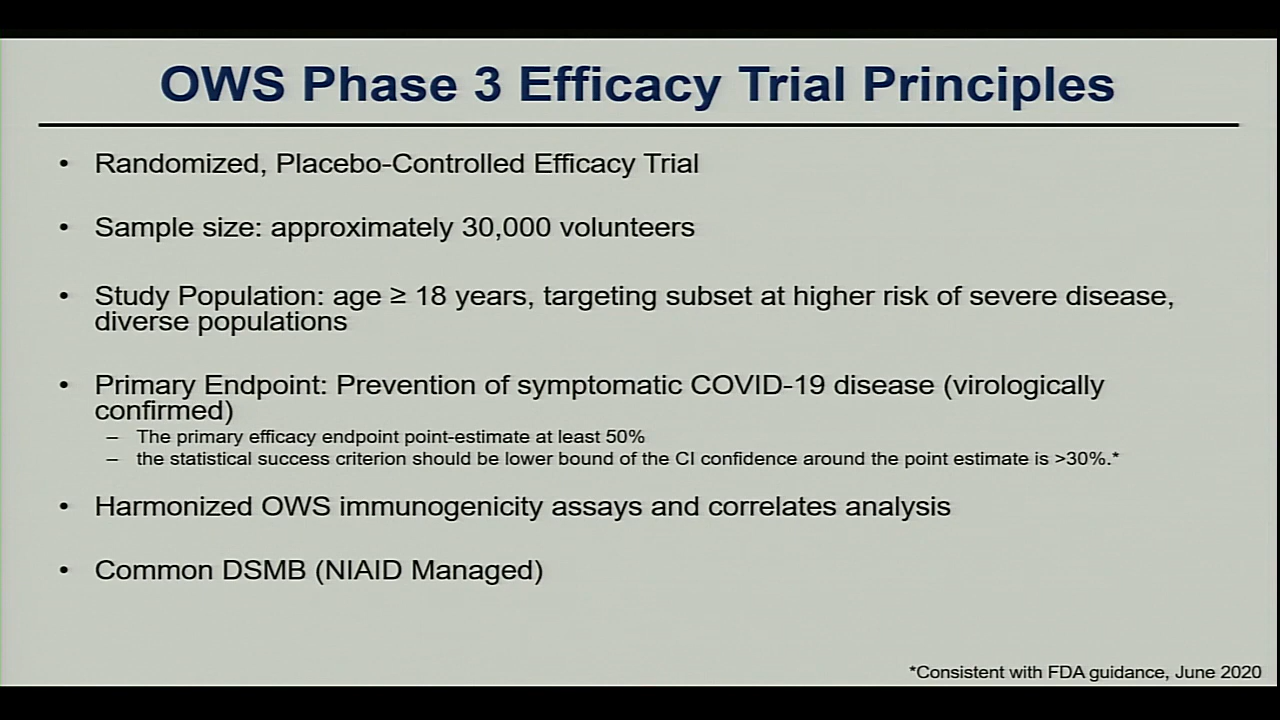 OWS Phase 3 Efficacy Trial Principles
• Randomized, Placebo-Controlled Efficacy Trial
• Sample size: approximately 30,000 volunteers
• Study Population: age ≥ 18 years, targeting subset at higher risk of severe disease,
diverse populations
• Primary Endpoint: Prevention of symptomatic COVID-19 disease (virologically
confirmed)
– The primary efficacy endpoint point-estimate at least 50%
– the statistical success criterion should be lower bound of the CI confidence around the point estimate is >30%.*
• Harmonized OWS immunogenicity assays and correlates analysis
• Common DSMB (NIAID Managed)
*Consistent with FDA guidance, June 2020